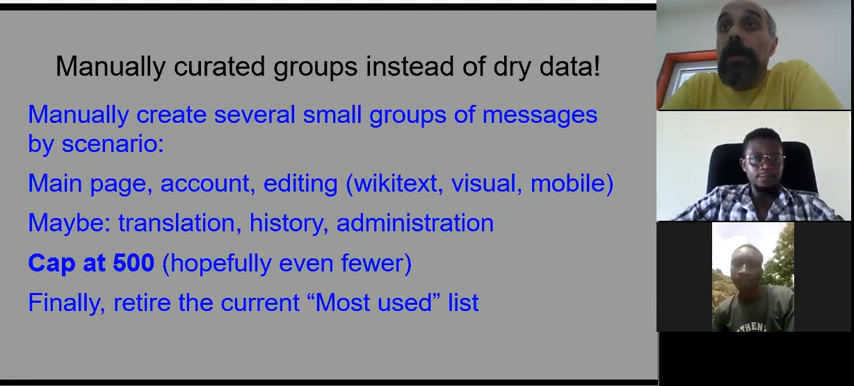 Manually curated groups instead of dry data!
Manually create several small groups of messages
by scenario:
Main page, account, editing (wikitext, visual, mobile)
Maybe: translation, history, administration
Cap at 500 (hopefully even fewer)
Finally, retire the current “Most used” list